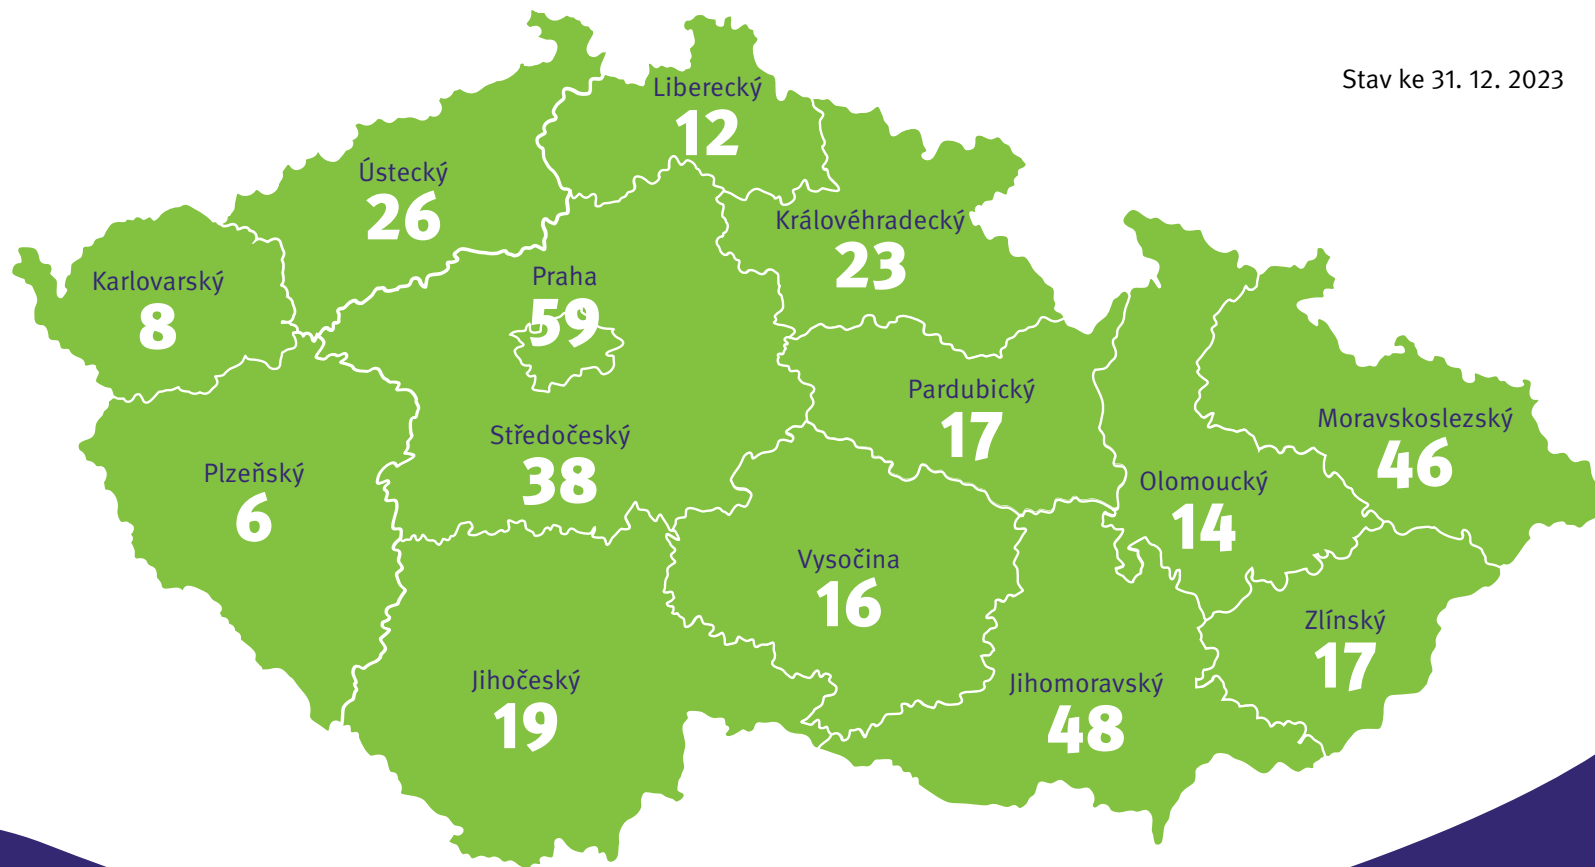 Stav ke 31. 12. 2023
Liberecký
12
Ústecký
26
Královéhradecký
23
Karlovarský
8
Praha
59
Pardubický
17
Moravskoslezský
46
Středočeský
38
Plzeňský
6
Olomoucký
14
Vysočina
16
Zlínský
17
Jihočeský
19
Jihomoravský
48